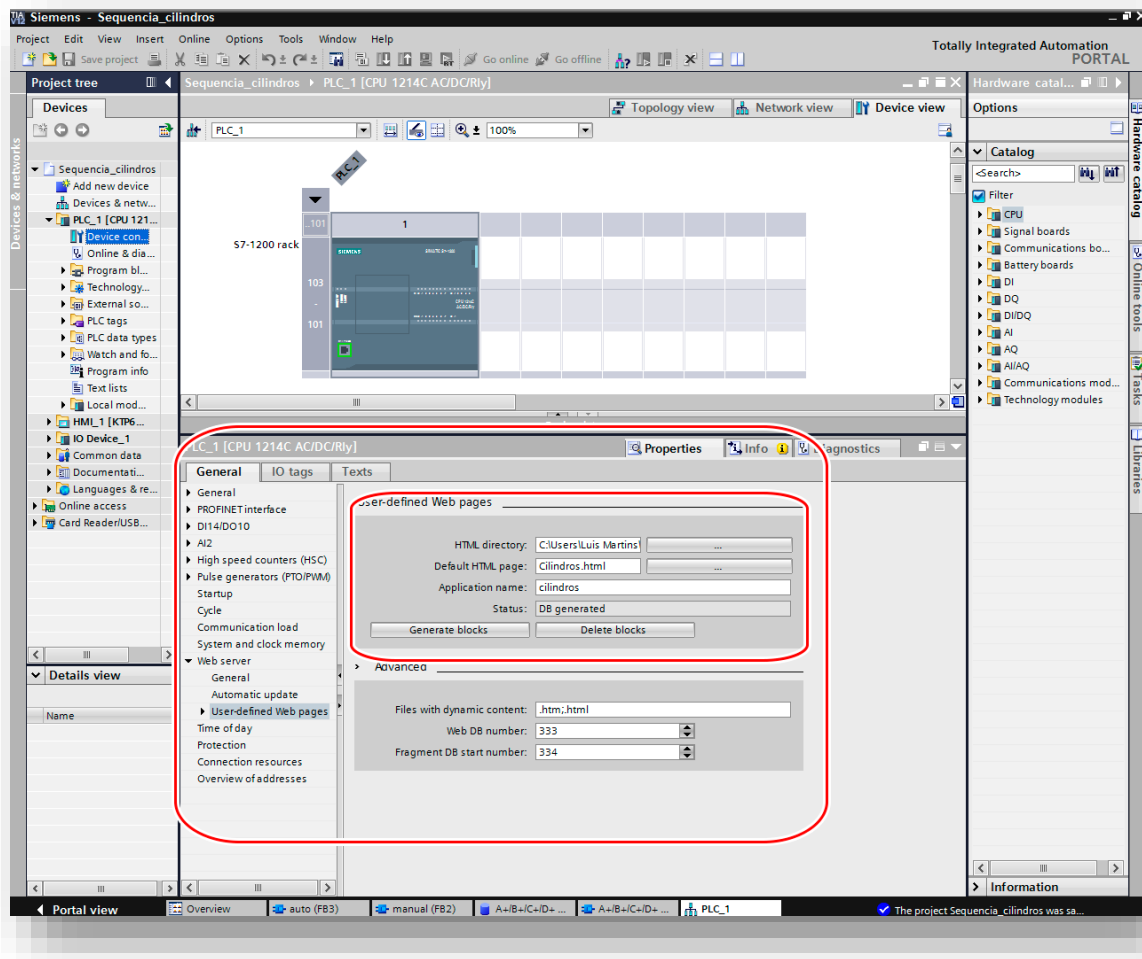 Siemens - Sequencia_cilindros
Project Edit View Insert Online Options Tools Window Help
Totally Integrated Automation
PORTAL
Save project
Go online
Go offline
Project tree
Sequencia_cilindros
PLC_1 [CPU 1214C AC/DC/Rly]
Hardware catal...
Devices
Topology view
Network view
Device view
Options
PLC_1
100%
Devices & networks
Sequencia_cilindros
Add new device
Devices & netw...
PLC_1 [CPU 121...
Device con...
Online & dia...
Program bl...
Technology...
External so...
PLC tags
PLC data types
Watch and fo...
Program info
Text lists
Local mod...
HMI_1 [KTP6...
IO Device_1
Common data
Documentati...
Languages & re...
Online access
Card Reader/USB...
PLC_1
..101
1
S7-1200 rack
SIEMENS
SIMATIC S7-1200
103
-
101
Catalog
<Search>
Filter
CPU
Signal boards
Communications bo...
Battery boards
DI
DQ
DI/DQ
AI
AQ
AI/AQ
Communications mod...
Technology modules
Hardware catalog
Online tools
Tasks
Libraries
PLC_1 [CPU 1214C AC/DC/Rly]
Properties
Info
Diagnostics
General
IO tags
Texts
General
PROFINET interface
DI14/DO10
AI2
High speed counters (HSC)
Pulse generators (PTO/PWM)
Startup
Cycle
Communication load
System and clock memory
Web server
General
Automatic update
User-defined Web pages
Time of day
Protection
Connection resources
Overview of addresses
User-defined Web pages
HTML directory: C:\Users\Luis Martins\ ...
Default HTML page: Cilindros.html ...
Application name: cilindros
Status: DB generated
Generate blocks
Delete blocks
Advanced
Files with dynamic content: .htm;.html
Web DB number: 333
Fragment DB start number: 334
Details view
Name
Information
Portal view
Overview
auto (FB3)
manual (FB2)
A+/B+/C+/D+ ...
A+/B+/C+/D+ ...
PLC_1
The project Sequencia_cilindros was sa...